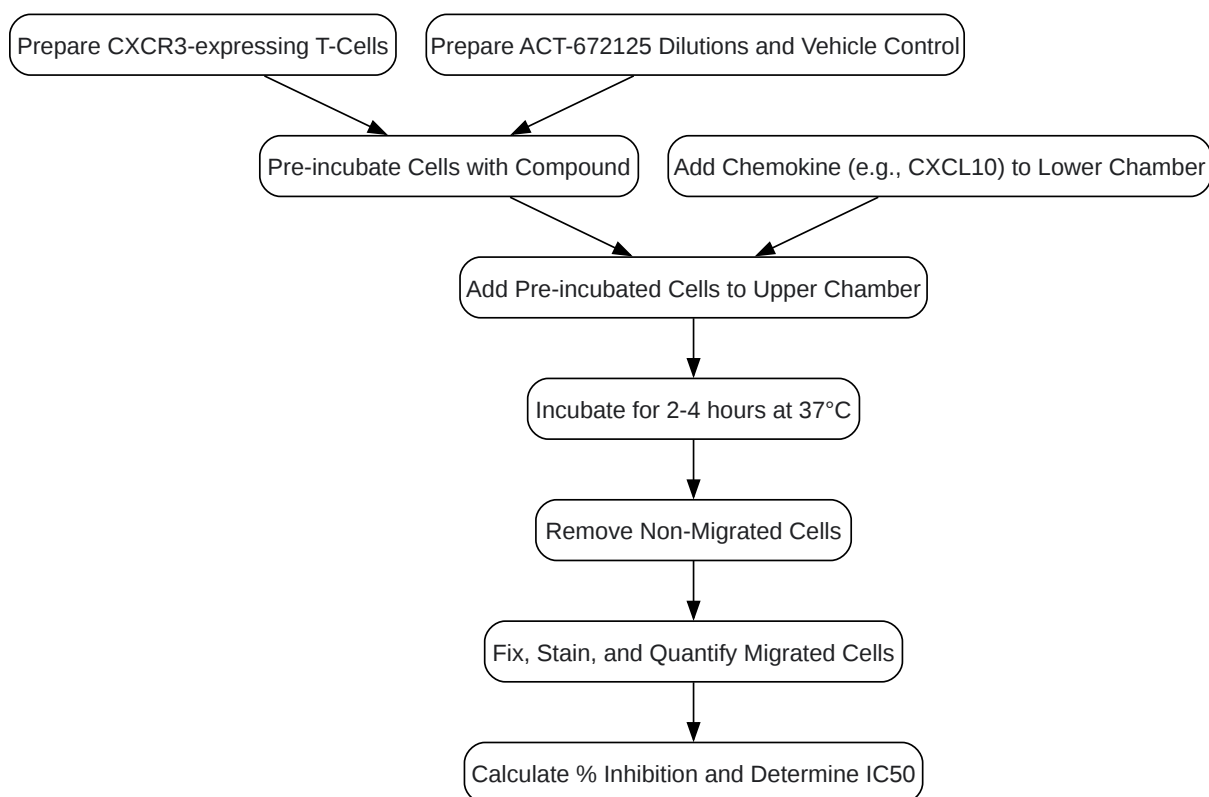 Prepare CXCR3-expressing T-Cells
Prepare ACT-672125 Dilutions and Vehicle Control
Pre-incubate Cells with Compound
Add Chemokine (e.g., CXCL10) to Lower Chamber
Add Pre-incubated Cells to Upper Chamber
Incubate for 2-4 hours at 37°C
Remove Non-Migrated Cells
Fix, Stain, and Quantify Migrated Cells
Calculate % Inhibition and Determine IC50